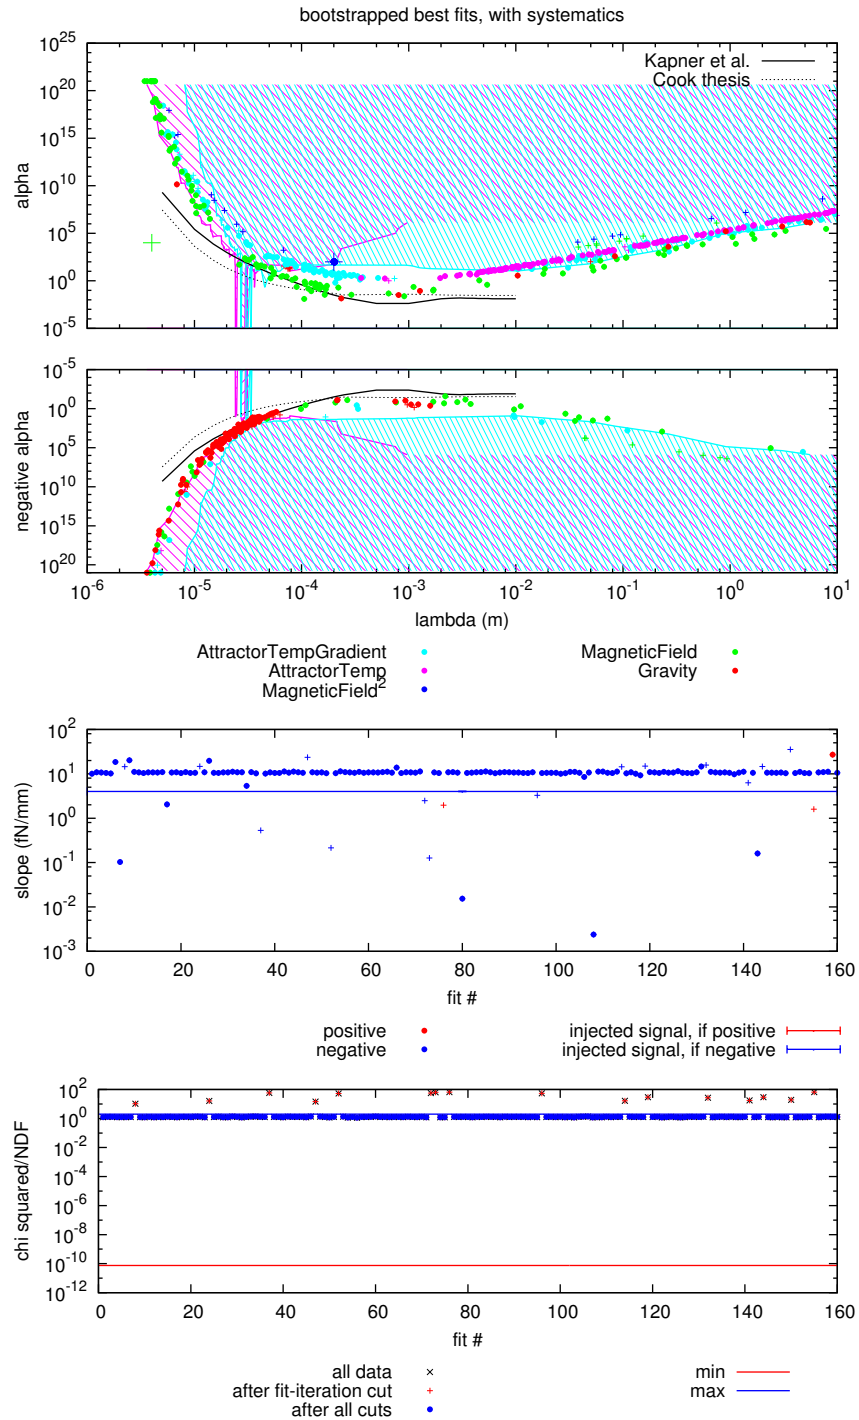 bootstrapped best fits, with systematics
10^25
10^20
10^15
10^10
10^5
10^0
10^-5
alpha
Kapner et al.
Cook thesis
10^-5
10^0
10^5
10^10
10^15
10^20
negative alpha
10^-6 10^-5 10^-4 10^-3 10^-2 10^-1 10^0 10^1
lambda (m)
AttractorTempGradient
AttractorTemp
MagneticField^2
MagneticField
Gravity
10^2
10^1
10^0
10^-1
10^-2
10^-3
slope (fN/mm)
0 20 40 60 80 100 120 140 160
fit #
positive
negative
injected signal, if positive
injected signal, if negative
10^2
10^0
10^-2
10^-4
10^-6
10^-8
10^-10
10^-12
chi squared/NDF
0 20 40 60 80 100 120 140 160
fit #
all data
after fit-iteration cut
after all cuts
min
max